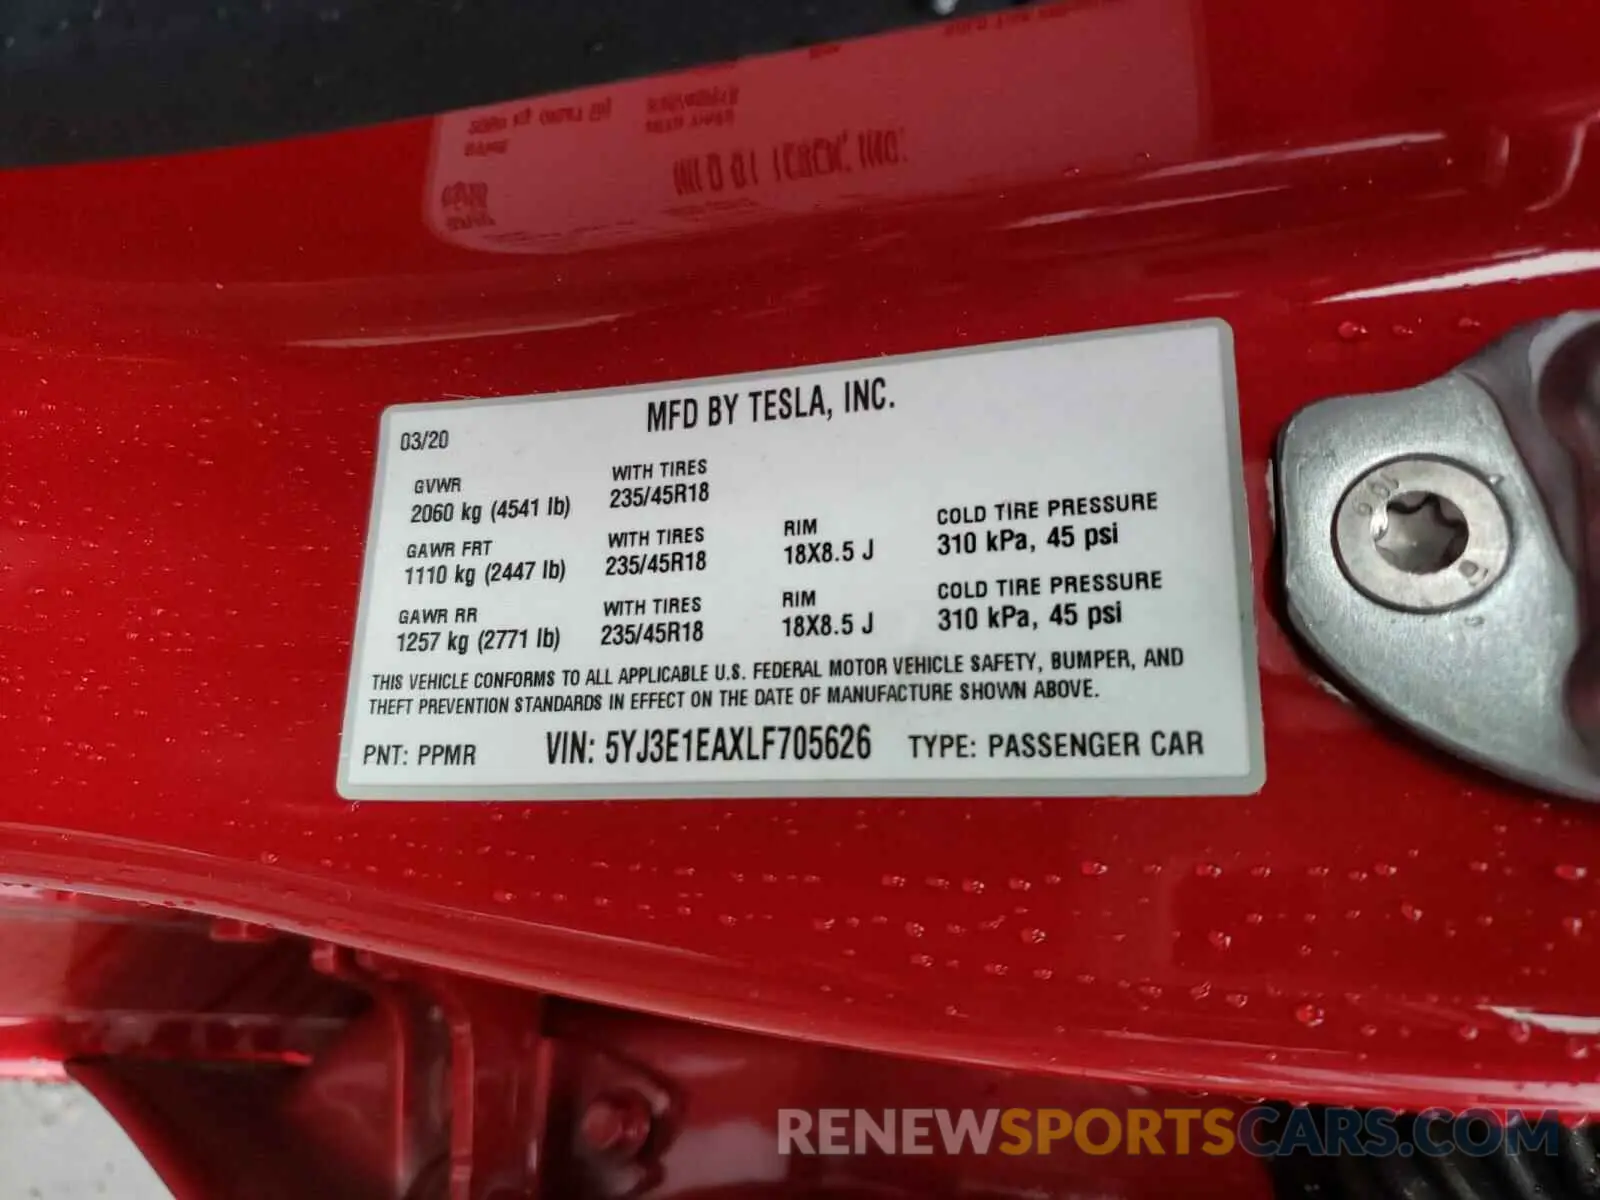 MFD BY TESLA, INC.
03/20
GVWR
2060 kg (4541 lb)
WITH TIRES
235/45R18
GAWR FRT
1110 kg (2447 lb)
WITH TIRES
235/45R18
RIM
18X8.5 J
COLD TIRE PRESSURE
310 kPa, 45 psi
GAWR RR
1257 kg (2771 lb)
WITH TIRES
235/45R18
RIM
18X8.5 J
COLD TIRE PRESSURE
310 kPa, 45 psi
THIS VEHICLE CONFORMS TO ALL APPLICABLE U.S. FEDERAL MOTOR VEHICLE SAFETY, BUMPER, AND
THEFT PREVENTION STANDARDS IN EFFECT ON THE DATE OF MANUFACTURE SHOWN ABOVE.
PNT: PPMR
VIN: 5YJ3E1EAXLF705626
TYPE: PASSENGER CAR
RENEWSPORTSCARS.COM